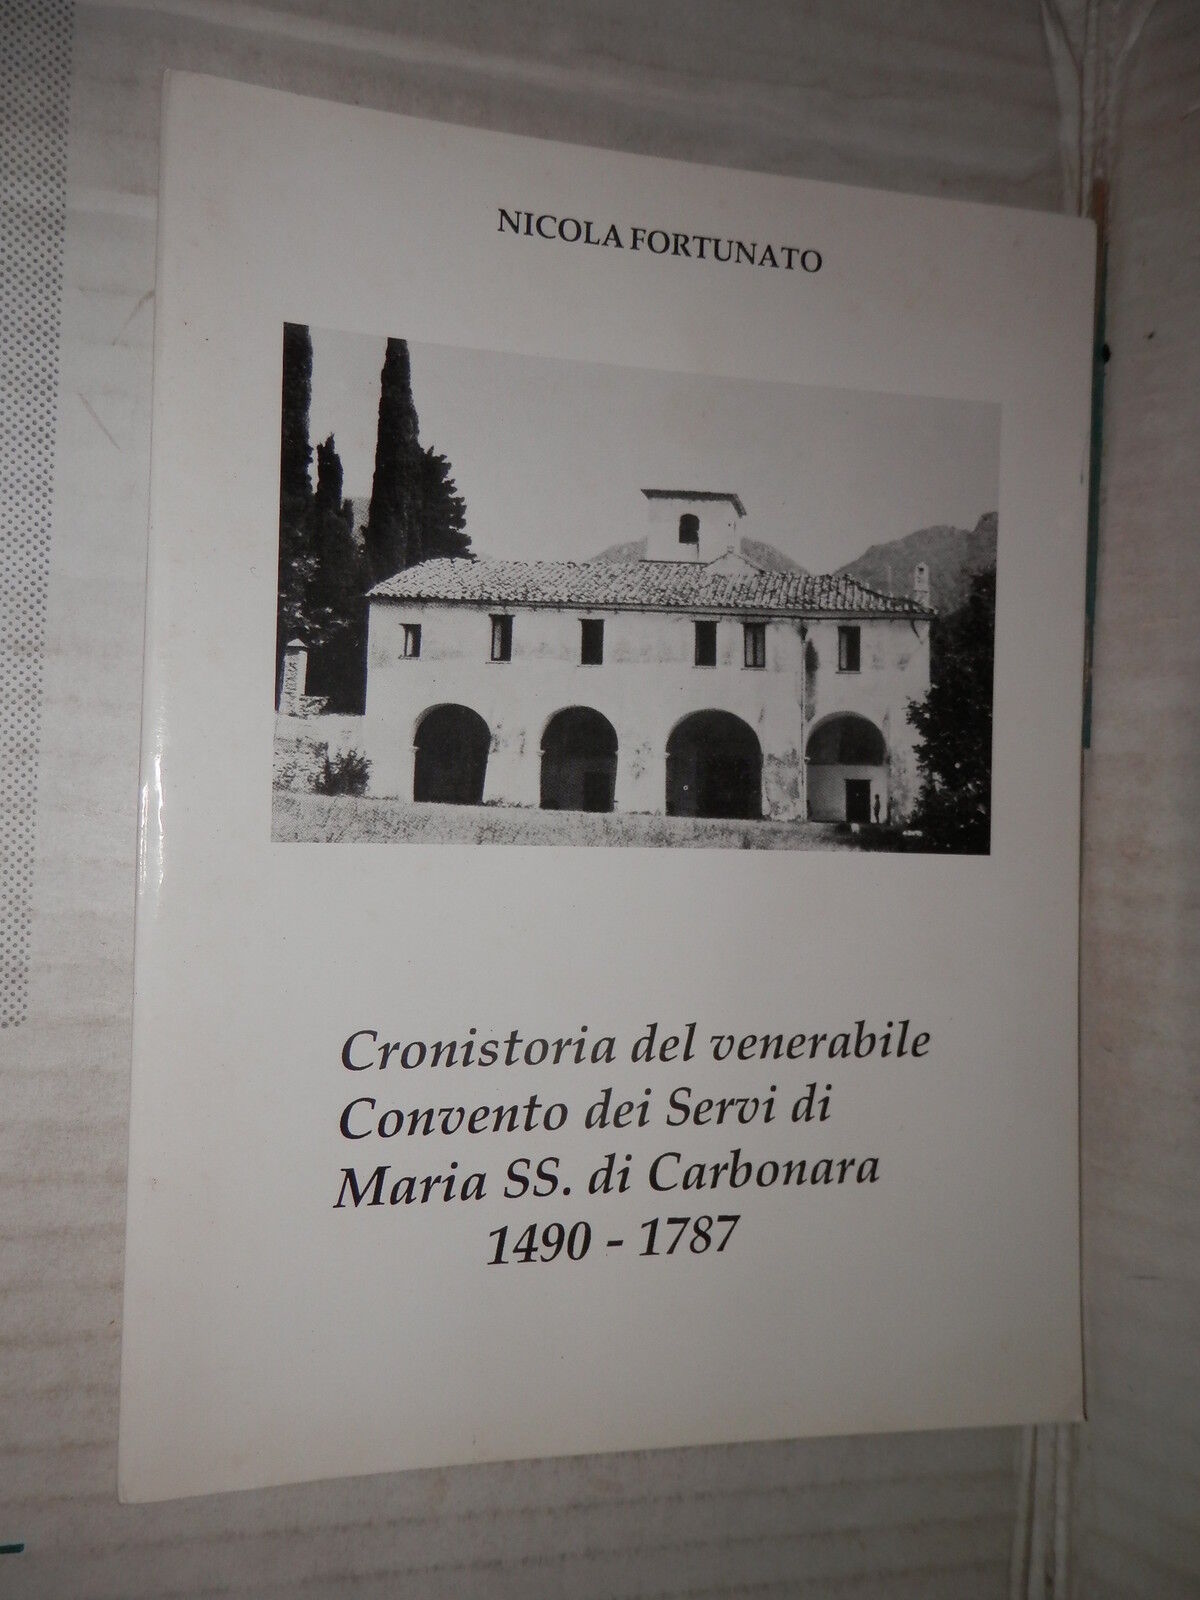 NICOLA FORTUNATO
Cronistoria del venerabile
Convento dei Servi di
Maria SS. di Carbonara
1490 - 1787